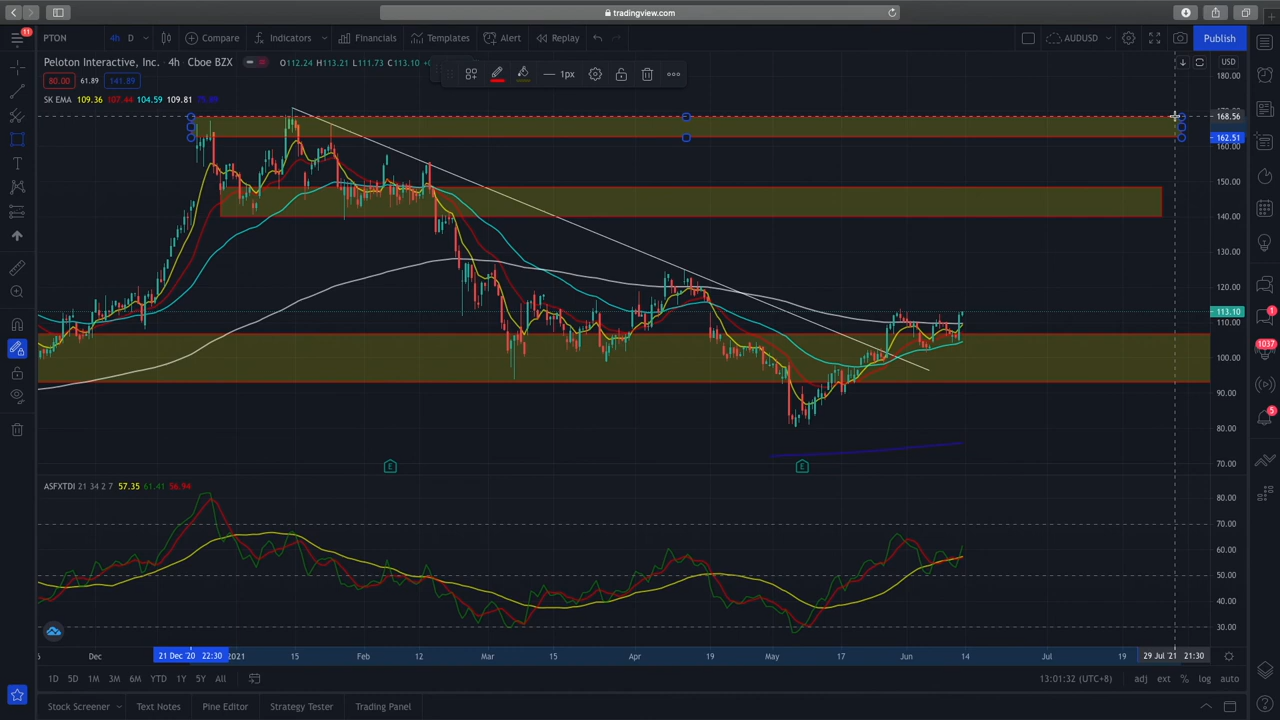 tradingview.com
11
PTON 4h D Compare Indicators Financials Templates Alert Replay AUDUSD Publish
Peloton Interactive, Inc. 4h Cboe BZX O112.24 H113.21 L111.73 C113.10
1px
USD
80.00 61.89 141.89
SK EMA 109.36 107.44 104.59 109.81
180.00
168.56
162.51
160.00
150.00
140.00
130.00
120.00
113.10
110.00
100.00
90.00
80.00
70.00
1
1037
5
E E
ASFXTDI 21 34 2 7 57.35 61.41 56.94
80.00
70.00
60.00
50.00
40.00
30.00
Dec 21 Dec '20 22:30 2021 15 Feb 12 Mar 15 Apr 19 May 17 Jun 14 Jul 19 29 Jul '21 21:30
1D 5D 1M 3M 6M YTD 1Y 5Y All 13:01:32 (UTC+8) adj ext % log auto
Stock Screener Text Notes Pine Editor Strategy Tester Trading Panel